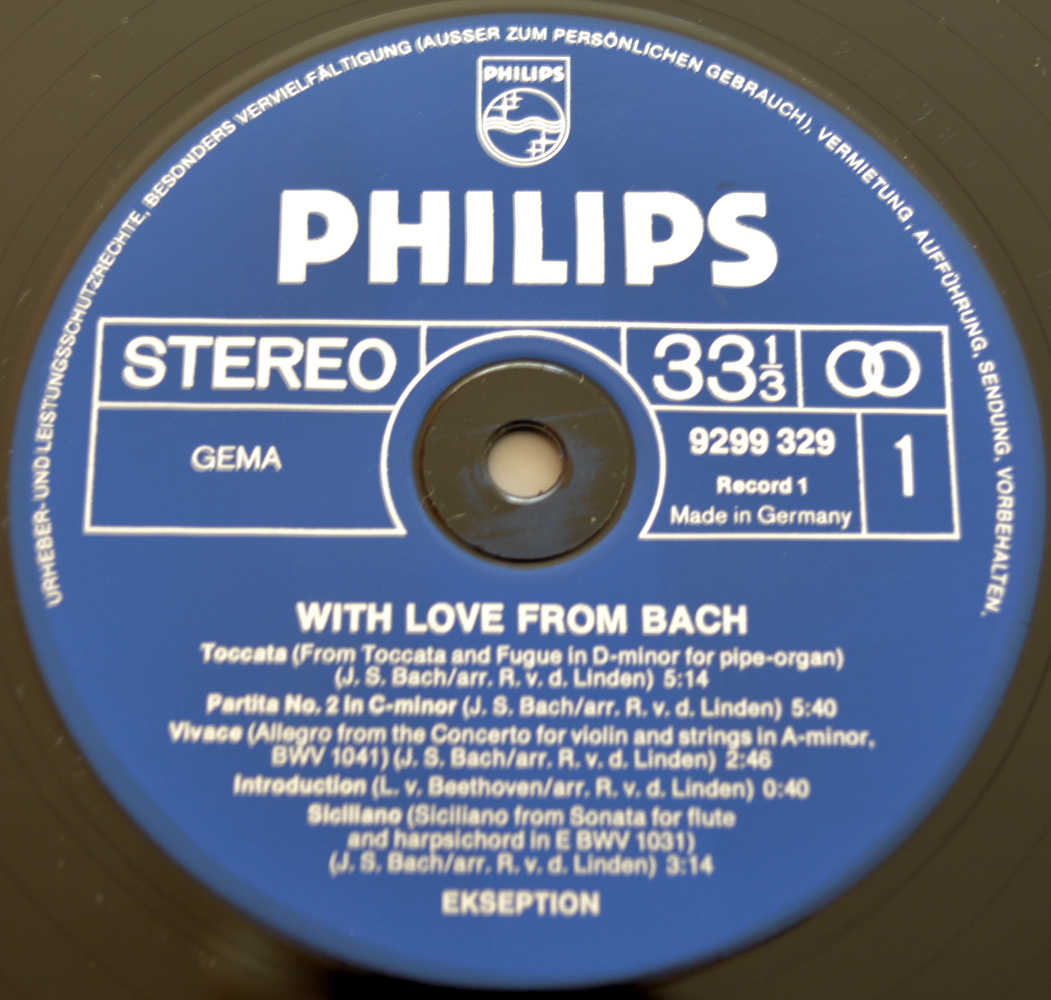 URHEBER- UND LEISTUNGSSCHUTZRECHTE, BESONDERS VERVIELFÄLTIGUNG (AUSSER ZUM PERSÖNLICHEN GEBRAUCH), VERMIETUNG, AUFFÜHRUNG, SENDUNG, VORBEHALTEN.
PHILIPS
PHILIPS
STEREO
33 1/3
GEMA
9299 329
1
Record 1
Made in Germany
WITH LOVE FROM BACH
Toccata (From Toccata and Fugue in D-minor for pipe-organ)
(J. S. Bach/arr. R. v. d. Linden) 5:14
Partita No. 2 in C-minor (J. S. Bach/arr. R. v. d. Linden) 5:40
Vivace (Allegro from the Concerto for violin and strings in A-minor,
BWV 1041) (J. S. Bach/arr. R. v. d. Linden) 2:46
Introduction (L. v. Beethoven/arr. R. v. d. Linden) 0:40
Siciliano (Siciliano from Sonata for flute
and harpsichord in E BWV 1031)
(J. S. Bach/arr. R. v. d. Linden) 3:14
EKSEPTION